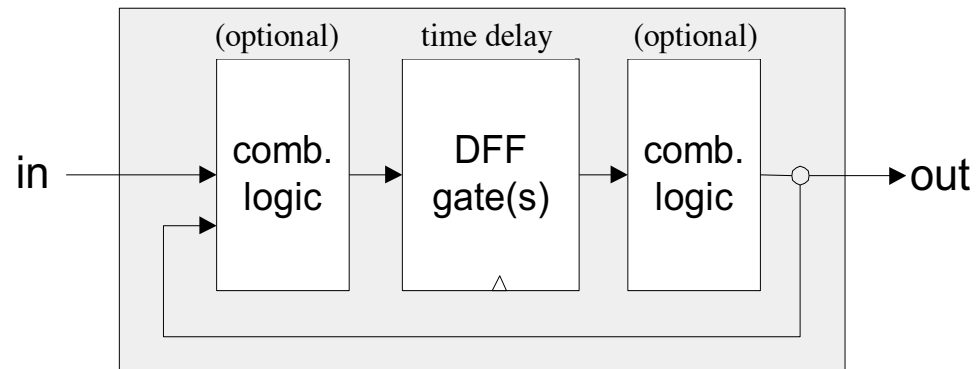 (optional)
time delay
(optional)
in
comb.
logic
DFF
gate(s)
comb.
logic
out